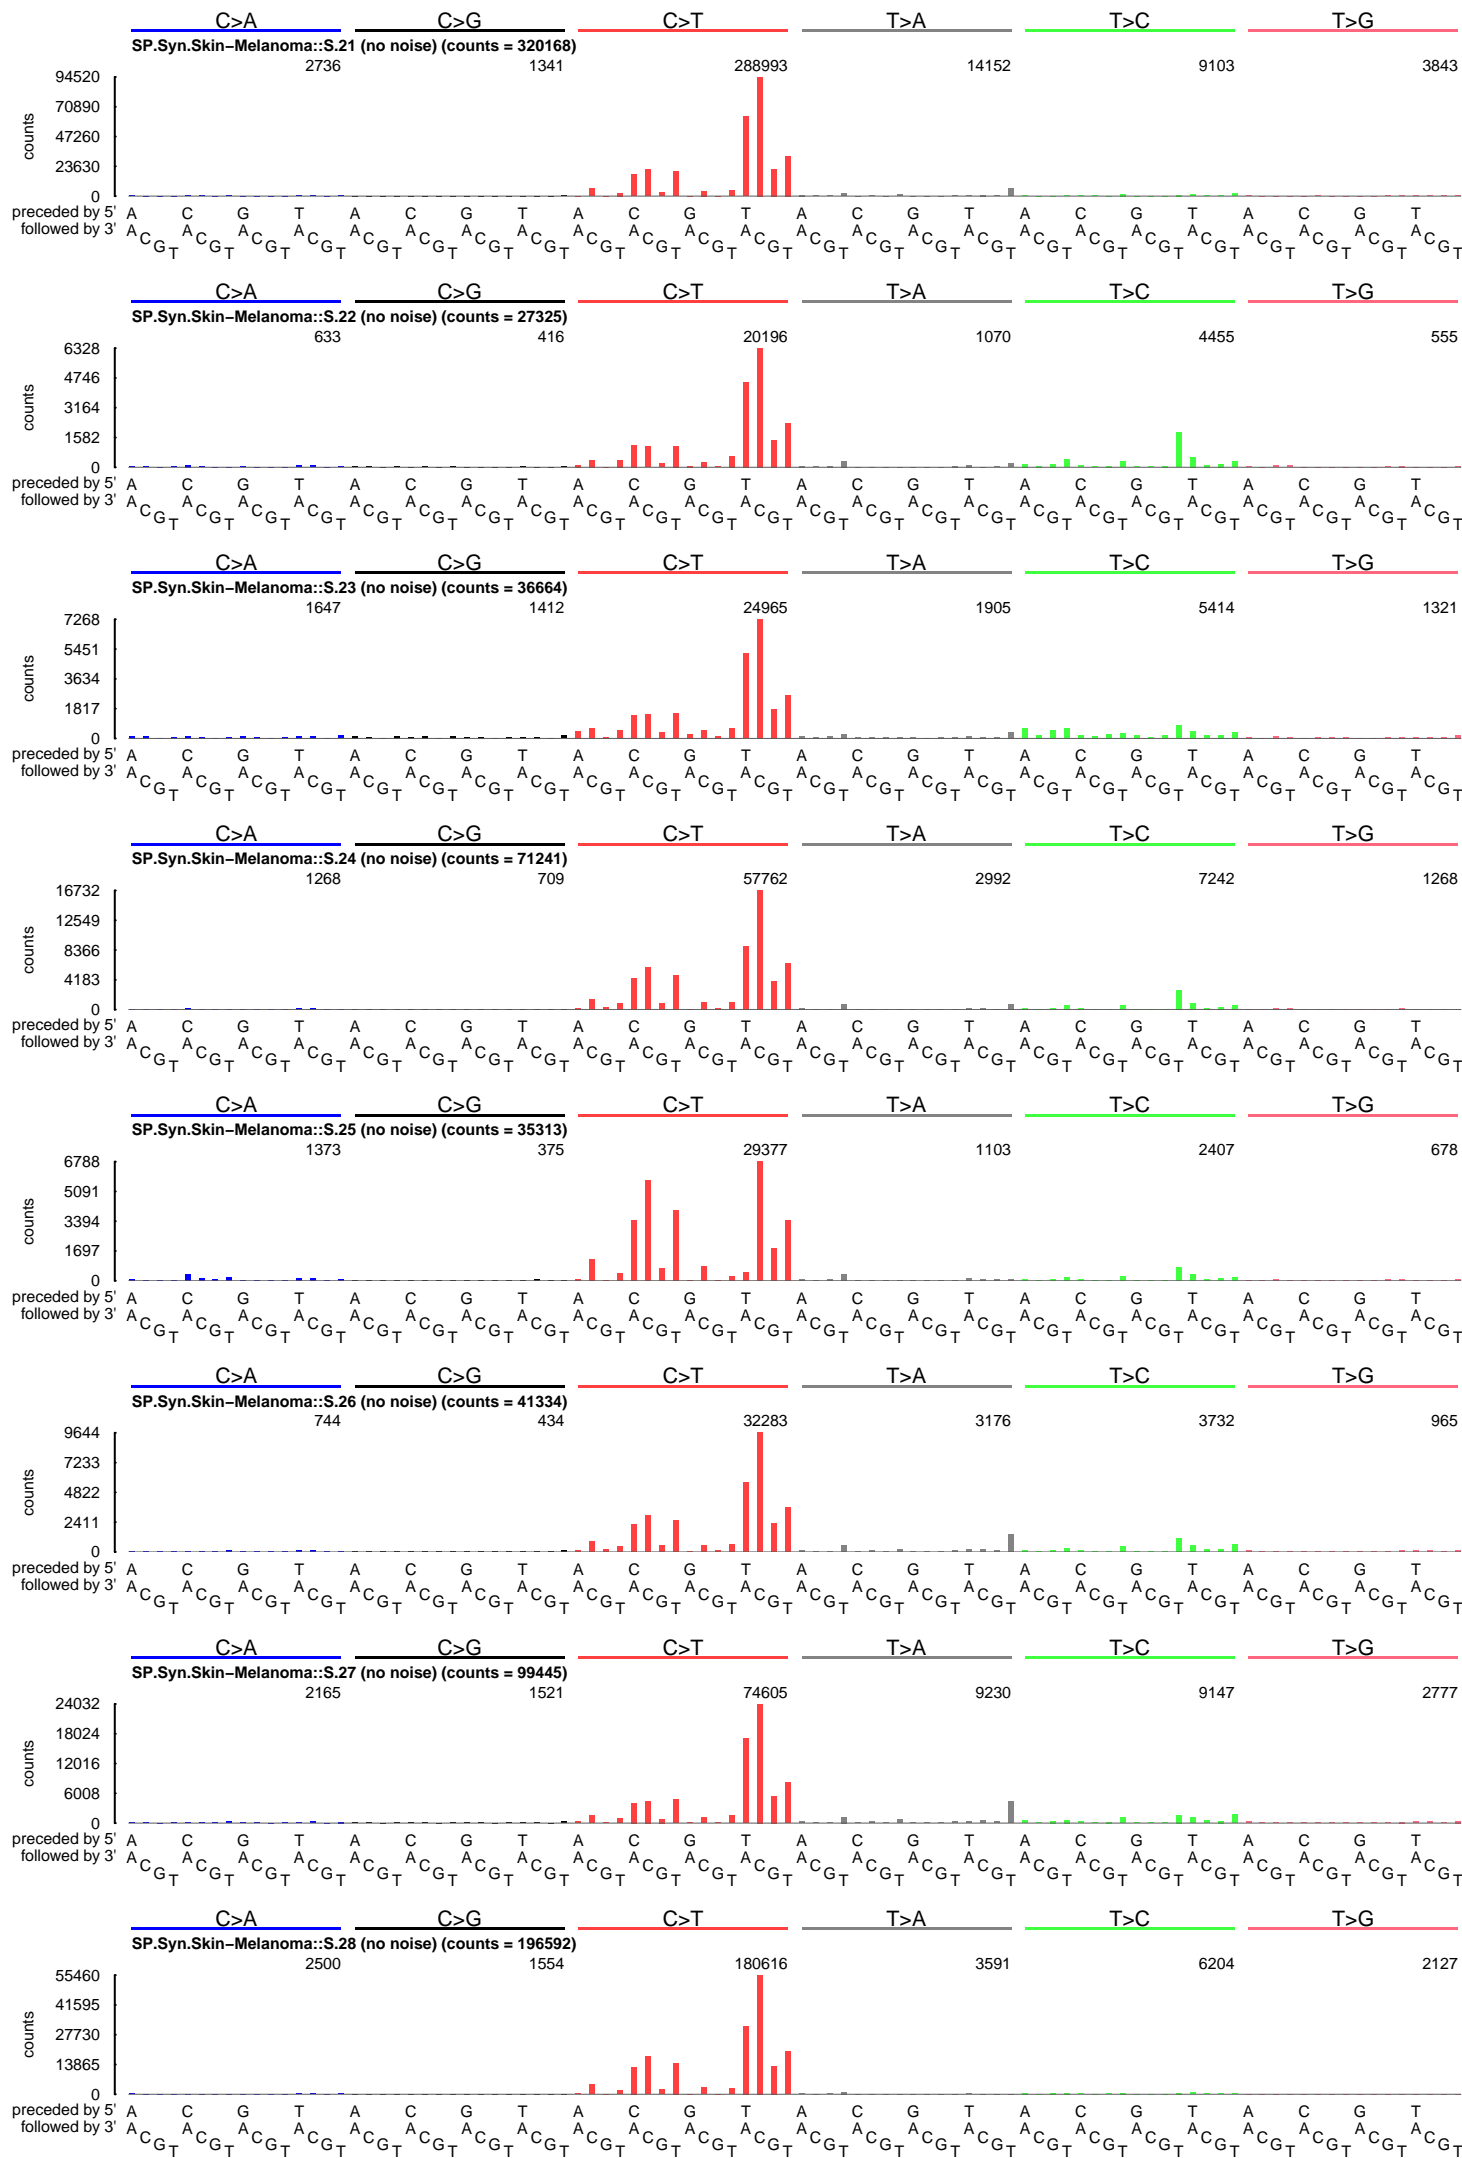 C>A C>G C>T T>A T>C T>G
SP.Syn.Skin−Melanoma::S.21 (no noise) (counts = 320168)
2736 1341 288993 14152 9103 3843
94520
70890
47260
23630
0
counts
preceded by 5' A C G T A C G T A C G T A C G T A C G T A C G T
followed by 3' A C G T A C G T A C G T A C G T A C G T A C G T A C G T A C G T A C G T A C G T A C G T A C G T A C G T A C G T A C G T A C G T A C G T A C G T A C G T A C G T A C G T A C G T A C G T A C G T
C>A C>G C>T T>A T>C T>G
SP.Syn.Skin−Melanoma::S.22 (no noise) (counts = 27325)
633 416 20196 1070 4455 555
6328
4746
3164
1582
0
counts
preceded by 5' A C G T A C G T A C G T A C G T A C G T A C G T
followed by 3' A C G T A C G T A C G T A C G T A C G T A C G T A C G T A C G T A C G T A C G T A C G T A C G T A C G T A C G T A C G T A C G T A C G T A C G T A C G T A C G T A C G T A C G T A C G T A C G T
C>A C>G C>T T>A T>C T>G
SP.Syn.Skin−Melanoma::S.23 (no noise) (counts = 36664)
1647 1412 24965 1905 5414 1321
7268
5451
3634
1817
0
counts
preceded by 5' A C G T A C G T A C G T A C G T A C G T A C G T
followed by 3' A C G T A C G T A C G T A C G T A C G T A C G T A C G T A C G T A C G T A C G T A C G T A C G T A C G T A C G T A C G T A C G T A C G T A C G T A C G T A C G T A C G T A C G T A C G T A C G T
C>A C>G C>T T>A T>C T>G
SP.Syn.Skin−Melanoma::S.24 (no noise) (counts = 71241)
1268 709 57762 2992 7242 1268
16732
12549
8366
4183
0
counts
preceded by 5' A C G T A C G T A C G T A C G T A C G T A C G T
followed by 3' A C G T A C G T A C G T A C G T A C G T A C G T A C G T A C G T A C G T A C G T A C G T A C G T A C G T A C G T A C G T A C G T A C G T A C G T A C G T A C G T A C G T A C G T A C G T A C G T
C>A C>G C>T T>A T>C T>G
SP.Syn.Skin−Melanoma::S.25 (no noise) (counts = 35313)
1373 375 29377 1103 2407 678
6788
5091
3394
1697
0
counts
preceded by 5' A C G T A C G T A C G T A C G T A C G T A C G T
followed by 3' A C G T A C G T A C G T A C G T A C G T A C G T A C G T A C G T A C G T A C G T A C G T A C G T A C G T A C G T A C G T A C G T A C G T A C G T A C G T A C G T A C G T A C G T A C G T A C G T
C>A C>G C>T T>A T>C T>G
SP.Syn.Skin−Melanoma::S.26 (no noise) (counts = 41334)
744 434 32283 3176 3732 965
9644
7233
4822
2411
0
counts
preceded by 5' A C G T A C G T A C G T A C G T A C G T A C G T
followed by 3' A C G T A C G T A C G T A C G T A C G T A C G T A C G T A C G T A C G T A C G T A C G T A C G T A C G T A C G T A C G T A C G T A C G T A C G T A C G T A C G T A C G T A C G T A C G T A C G T
C>A C>G C>T T>A T>C T>G
SP.Syn.Skin−Melanoma::S.27 (no noise) (counts = 99445)
2165 1521 74605 9230 9147 2777
24032
18024
12016
6008
0
counts
preceded by 5' A C G T A C G T A C G T A C G T A C G T A C G T
followed by 3' A C G T A C G T A C G T A C G T A C G T A C G T A C G T A C G T A C G T A C G T A C G T A C G T A C G T A C G T A C G T A C G T A C G T A C G T A C G T A C G T A C G T A C G T A C G T A C G T
C>A C>G C>T T>A T>C T>G
SP.Syn.Skin−Melanoma::S.28 (no noise) (counts = 196592)
2500 1554 180616 3591 6204 2127
55460
41595
27730
13865
0
counts
preceded by 5' A C G T A C G T A C G T A C G T A C G T A C G T
followed by 3' A C G T A C G T A C G T A C G T A C G T A C G T A C G T A C G T A C G T A C G T A C G T A C G T A C G T A C G T A C G T A C G T A C G T A C G T A C G T A C G T A C G T A C G T A C G T A C G T